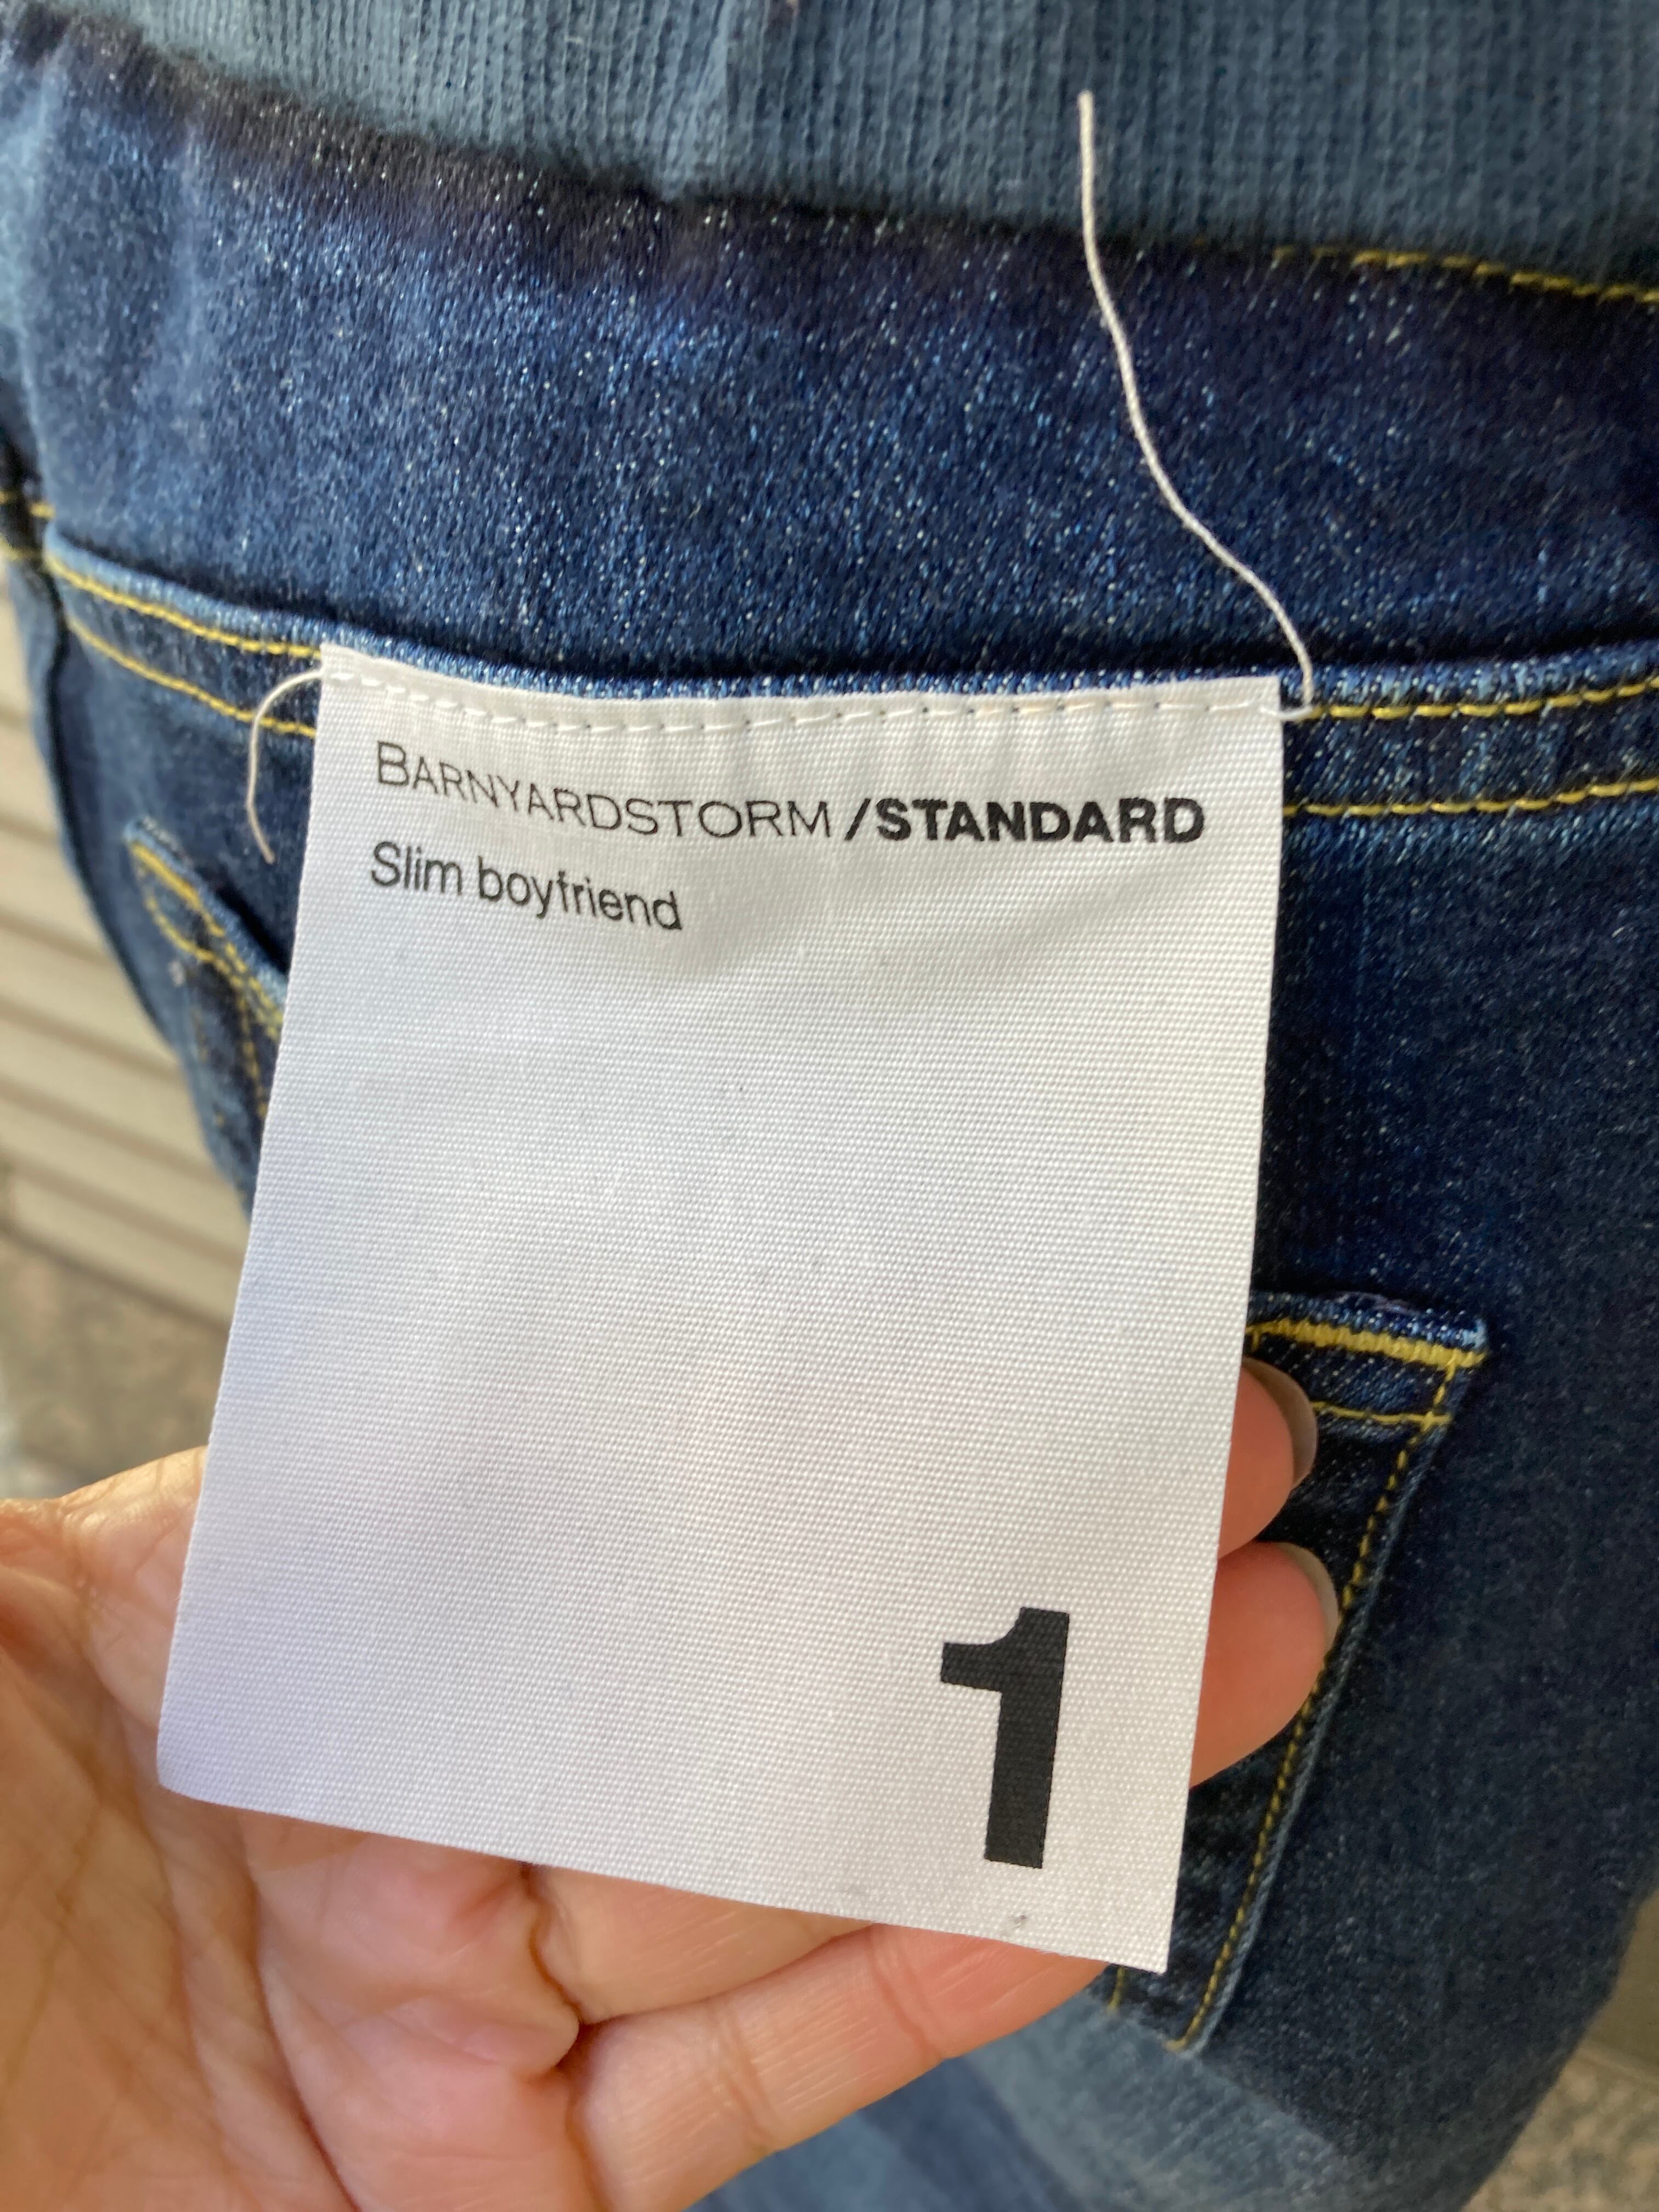 BARNYARDSTORM /STANDARD
Slim boyfriend
1